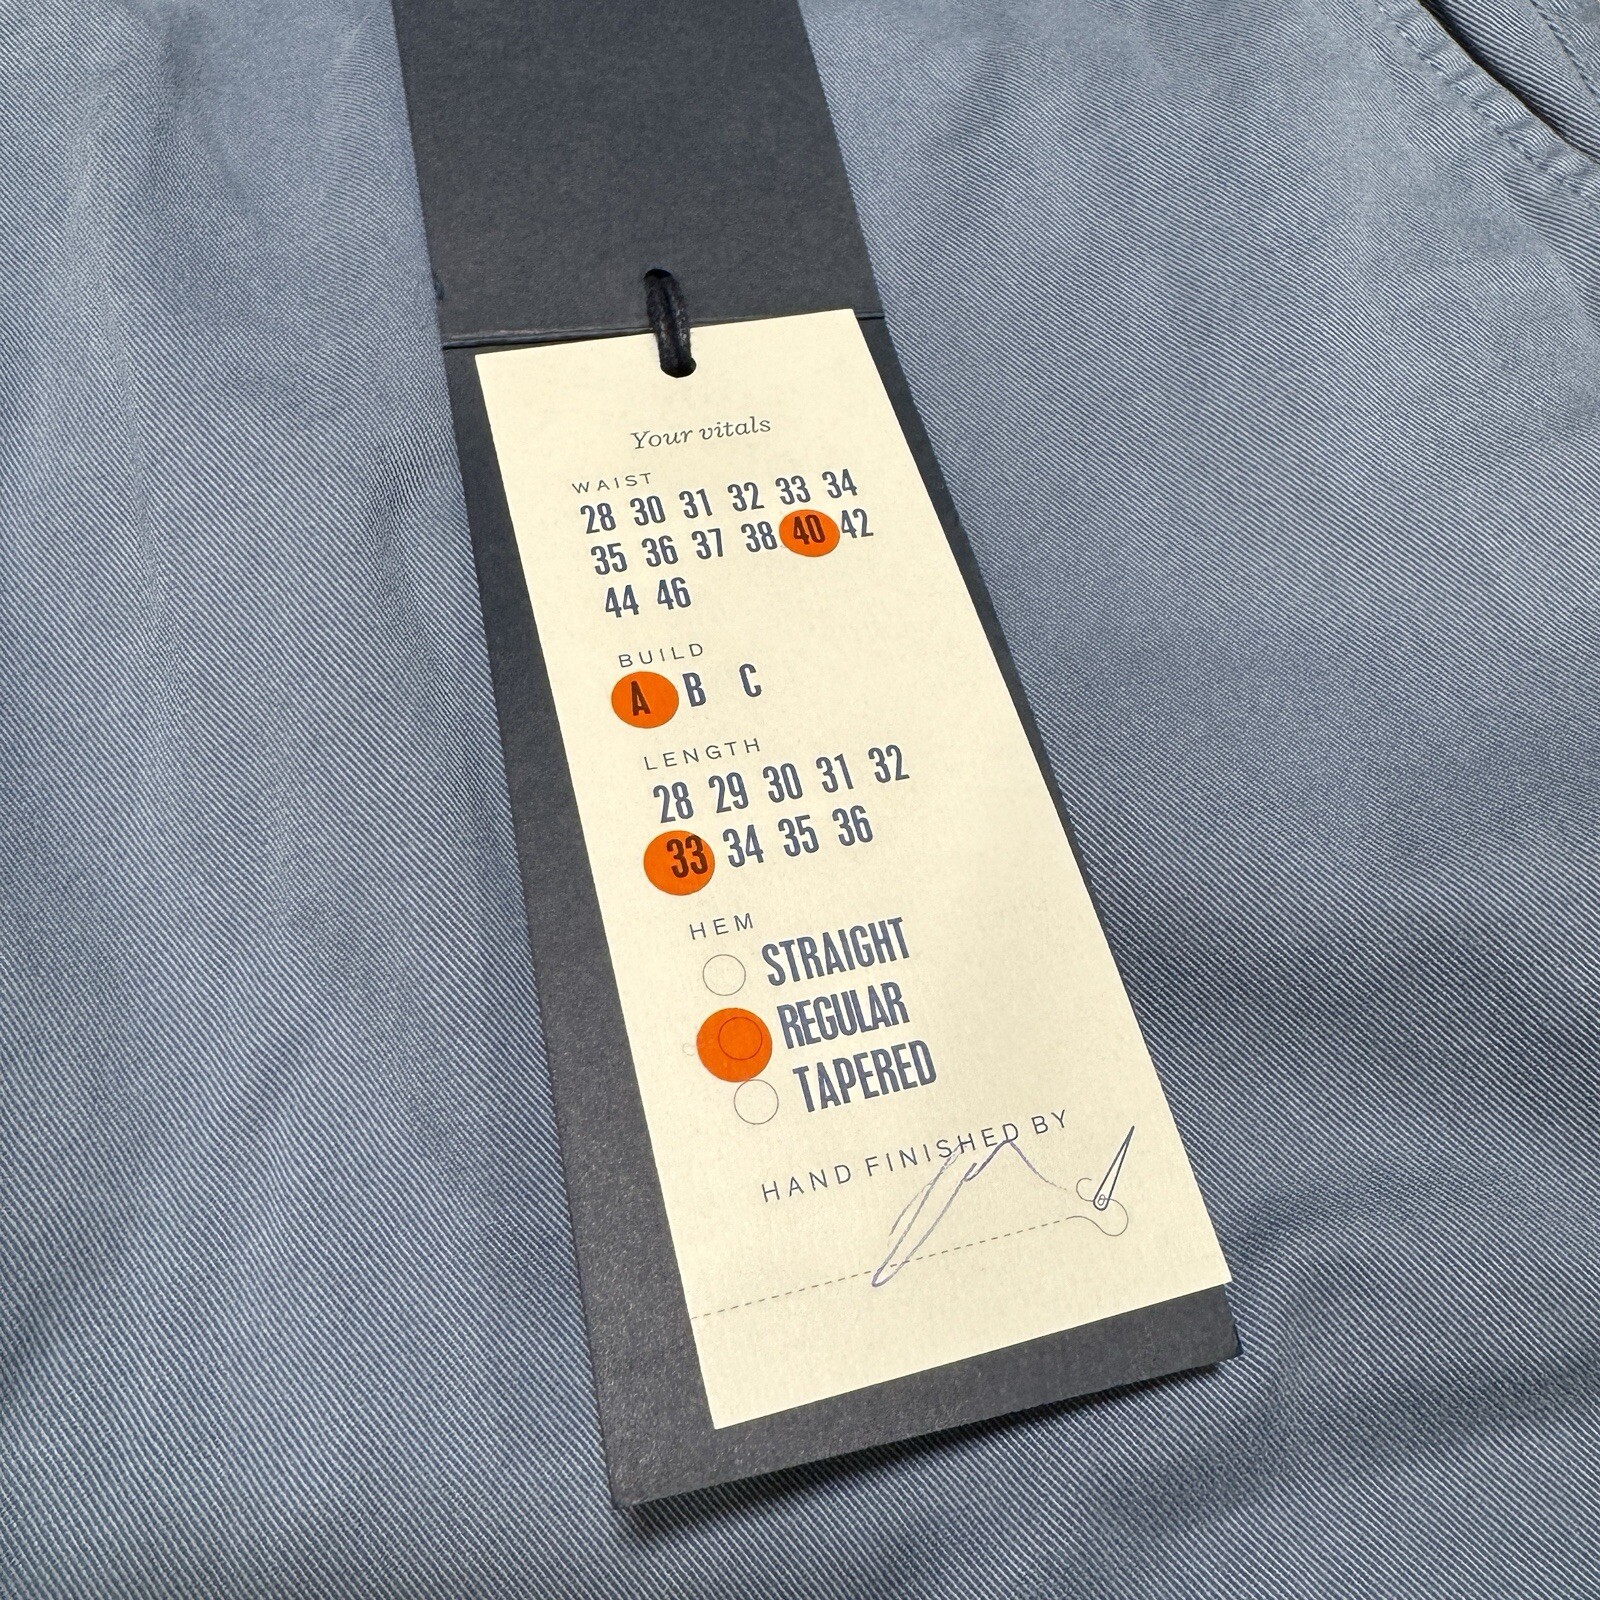 Your vitals
WAIST
28 30 31 32 33 34
35 36 37 38 40 42
44 46
BUILD
A B C
LENGTH
28 29 30 31 32
33 34 35 36
HEM
STRAIGHT
REGULAR
TAPERED
HAND FINISHED BY